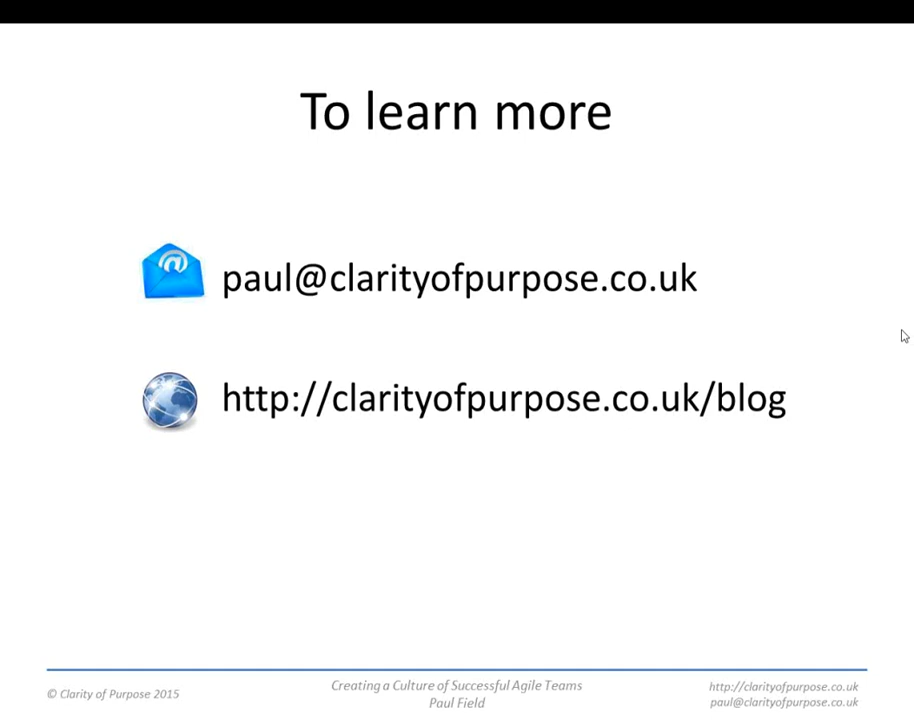 To learn more
paul@clarityofpurpose.co.uk
http://clarityofpurpose.co.uk/blog
© Clarity of Purpose 2015
Creating a Culture of Successful Agile Teams
Paul Field
http://clarityofpurpose.co.uk
paul@clarityofpurpose.co.uk